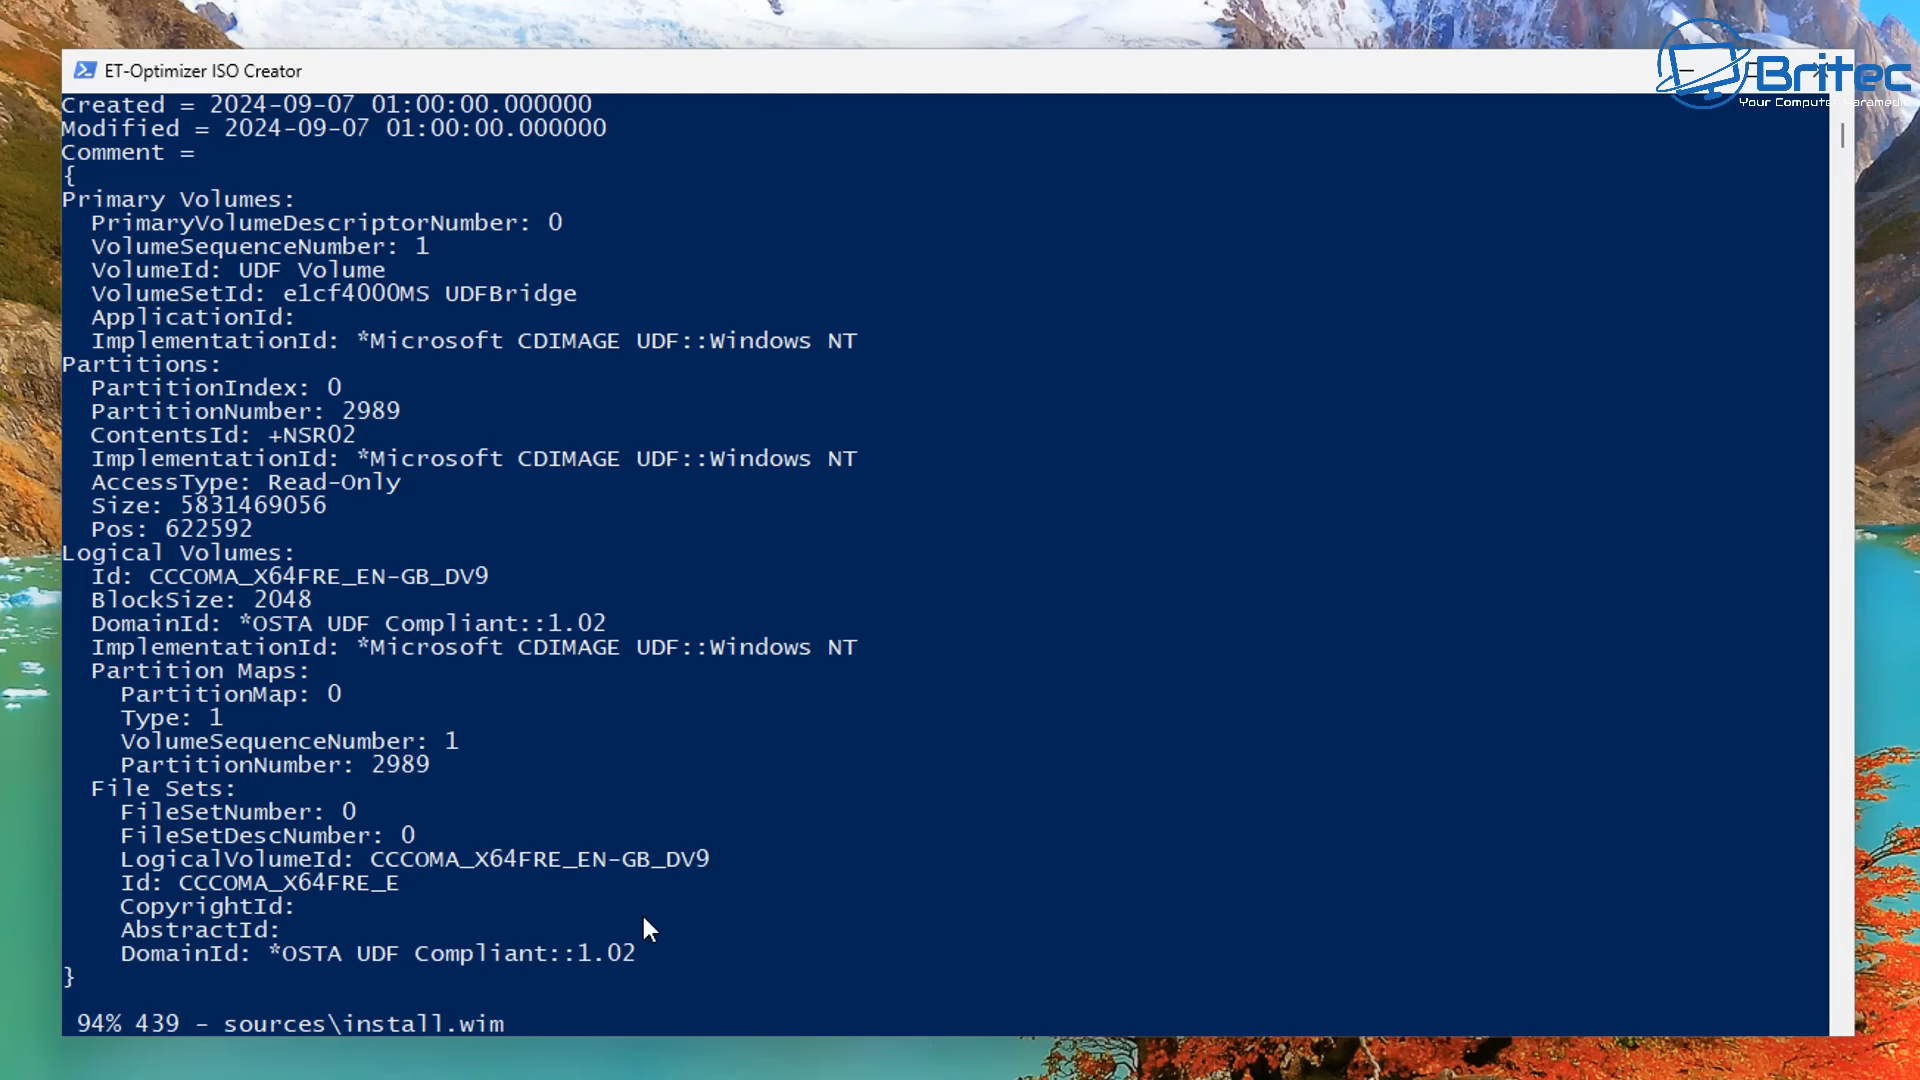 Britec
Your Computer Paramedic
ET-Optimizer ISO Creator
Created = 2024-09-07 01:00:00.000000
Modified = 2024-09-07 01:00:00.000000
Comment =
{
Primary Volumes:
PrimaryVolumeDescriptorNumber: 0
VolumeSequenceNumber: 1
VolumeId: UDF Volume
VolumeSetId: e1cf4000MS UDFBridge
ApplicationId:
ImplementationId: *Microsoft CDIMAGE UDF::Windows NT
Partitions:
PartitionIndex: 0
PartitionNumber: 2989
ContentsId: +NSR02
ImplementationId: *Microsoft CDIMAGE UDF::Windows NT
AccessType: Read-Only
Size: 5831469056
Pos: 622592
Logical Volumes:
Id: CCCOMA_X64FRE_EN-GB_DV9
BlockSize: 2048
DomainId: *OSTA UDF Compliant::1.02
ImplementationId: *Microsoft CDIMAGE UDF::Windows NT
Partition Maps:
PartitionMap: 0
Type: 1
VolumeSequenceNumber: 1
PartitionNumber: 2989
File Sets:
FileSetNumber: 0
FileSetDescNumber: 0
LogicalVolumeId: CCCOMA_X64FRE_EN-GB_DV9
Id: CCCOMA_X64FRE_E
CopyrightId:
AbstractId:
DomainId: *OSTA UDF Compliant::1.02
}
94% 439 - sources\install.wim